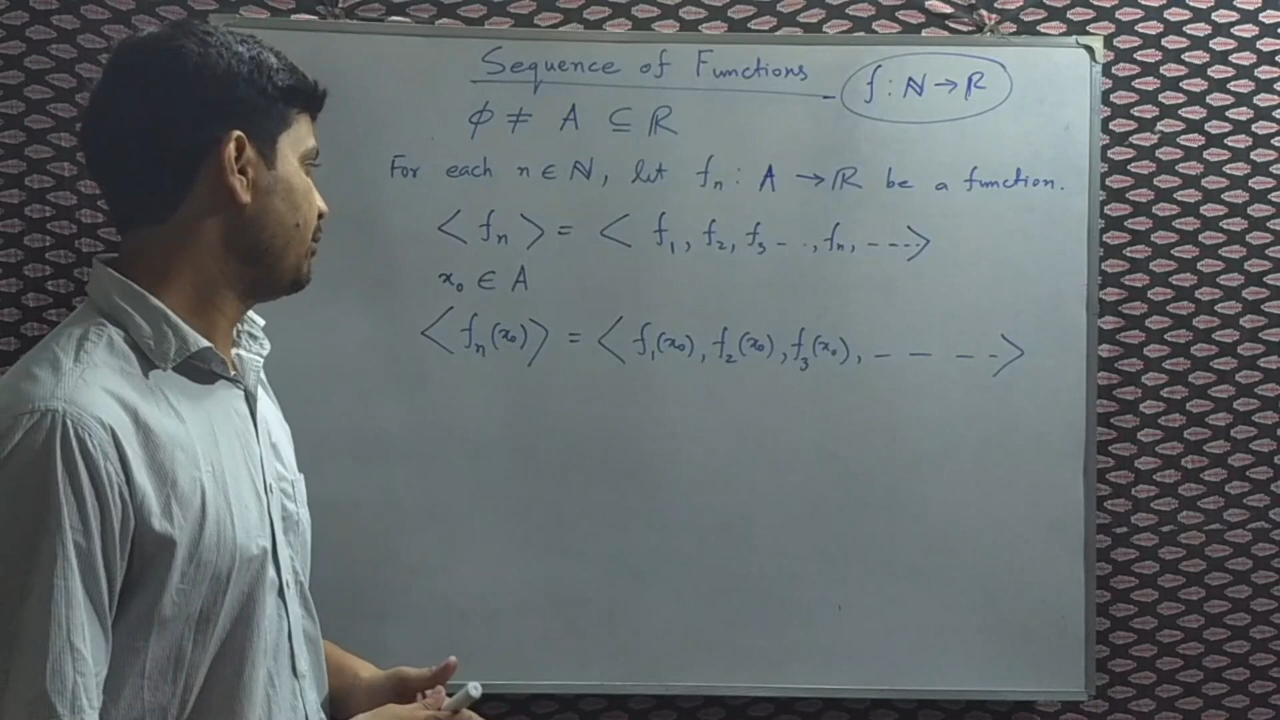 Sequence of Functions
f : ℕ → ℝ
ϕ ≠ A ⊆ ℝ
For each n ∈ ℕ, let fₙ : A → ℝ be a function.
< fₙ > = < f₁, f₂, f₃ - - ., fₙ, - - - - >
x₀ ∈ A
< fₙ(x₀) > = < f₁(x₀), f₂(x₀), f₃(x₀), - - - - >